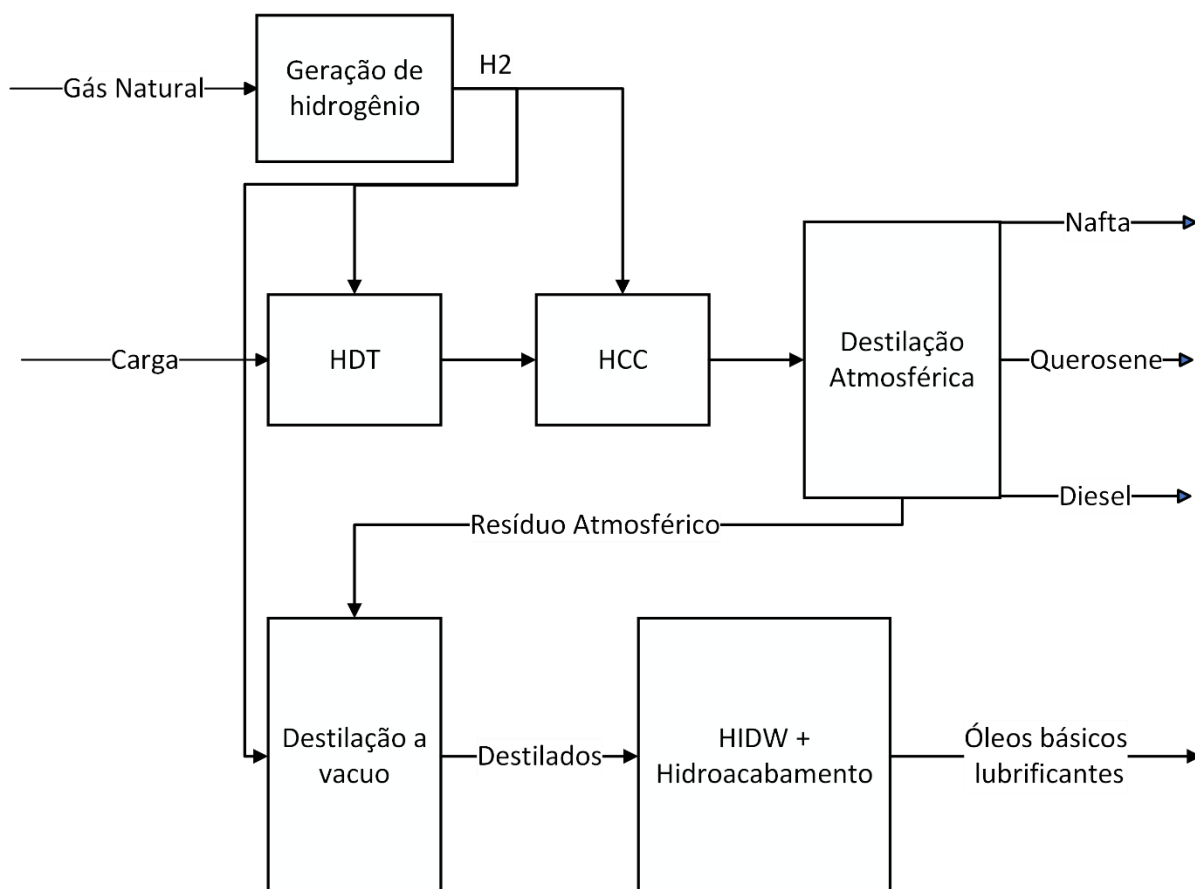 Gás Natural
Geração de
hidrogênio
H2
Carga
HDT
HCC
Destilação
Atmosférica
Nafta
Querosene
Diesel
Resíduo Atmosférico
Destilação a
vacuo
Destilados
HIDW +
Hidroacabamento
Óleos básicos
lubrificantes